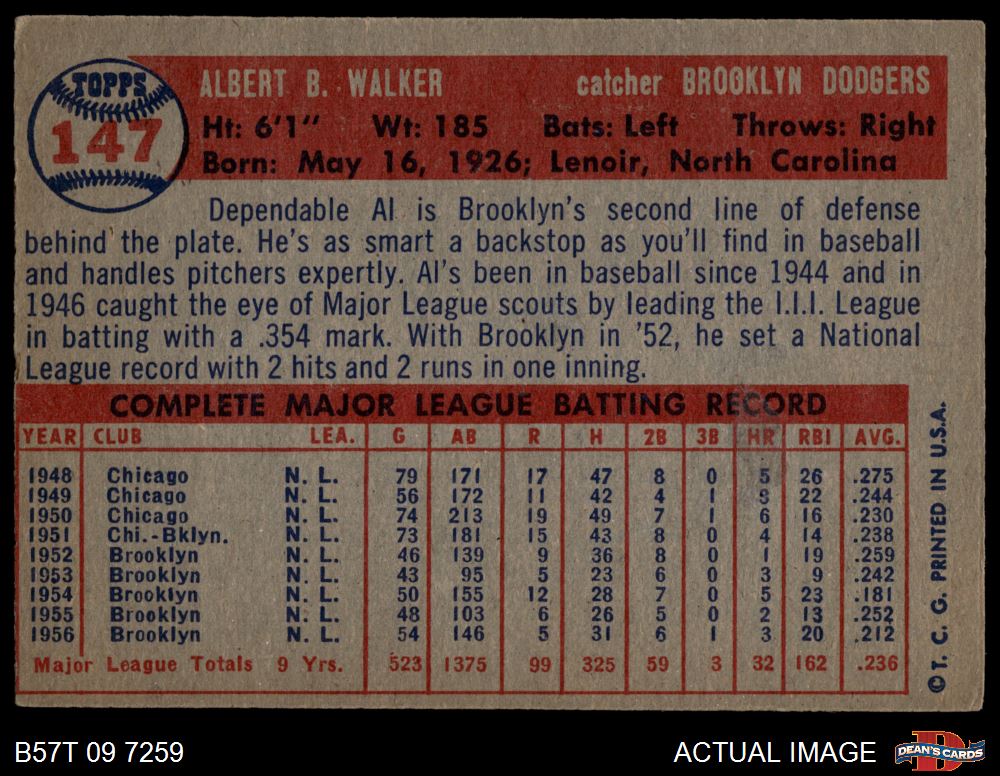 TOPPS
147
ALBERT B. WALKER catcher BROOKLYN DODGERS
Ht: 6'1" Wt: 185 Bats: Left Throws: Right
Born: May 16, 1926; Lenoir, North Carolina
Dependable Al is Brooklyn's second line of defense
behind the plate. He's as smart a backstop as you'll find in baseball
and handles pitchers expertly. Al's been in baseball since 1944 and in
1946 caught the eye of Major League scouts by leading the I.I.I. League
in batting with a .354 mark. With Brooklyn in '52, he set a National
League record with 2 hits and 2 runs in one inning.
COMPLETE MAJOR LEAGUE BATTING RECORD
YEAR CLUB LEA. G AB R H 2B 3B HR RBI AVG.
1948 Chicago N. L. 79 171 17 47 8 0 5 26 .275
1949 Chicago N. L. 56 172 11 42 4 1 22 .244
1950 Chicago N. L. 74 213 19 49 7 1 6 16 .230
1951 Chi.-Bklyn. N. L. 73 181 15 43 8 0 4 14 .238
1952 Brooklyn N. L. 46 139 9 36 8 0 1 19 .259
1953 Brooklyn N. L. 43 95 5 23 6 0 3 9 .242
1954 Brooklyn N. L. 50 155 12 28 7 0 5 23 .181
1955 Brooklyn N. L. 48 103 6 26 5 0 2 13 .252
1956 Brooklyn N. L. 54 146 5 31 6 1 3 20 .212
Major League Totals 9 Yrs. 523 1375 99 325 59 3 32 162 .236
©T. C. G. PRINTED IN U.S.A.
B57T 09 7259
ACTUAL IMAGE
DEAN'S CARDS